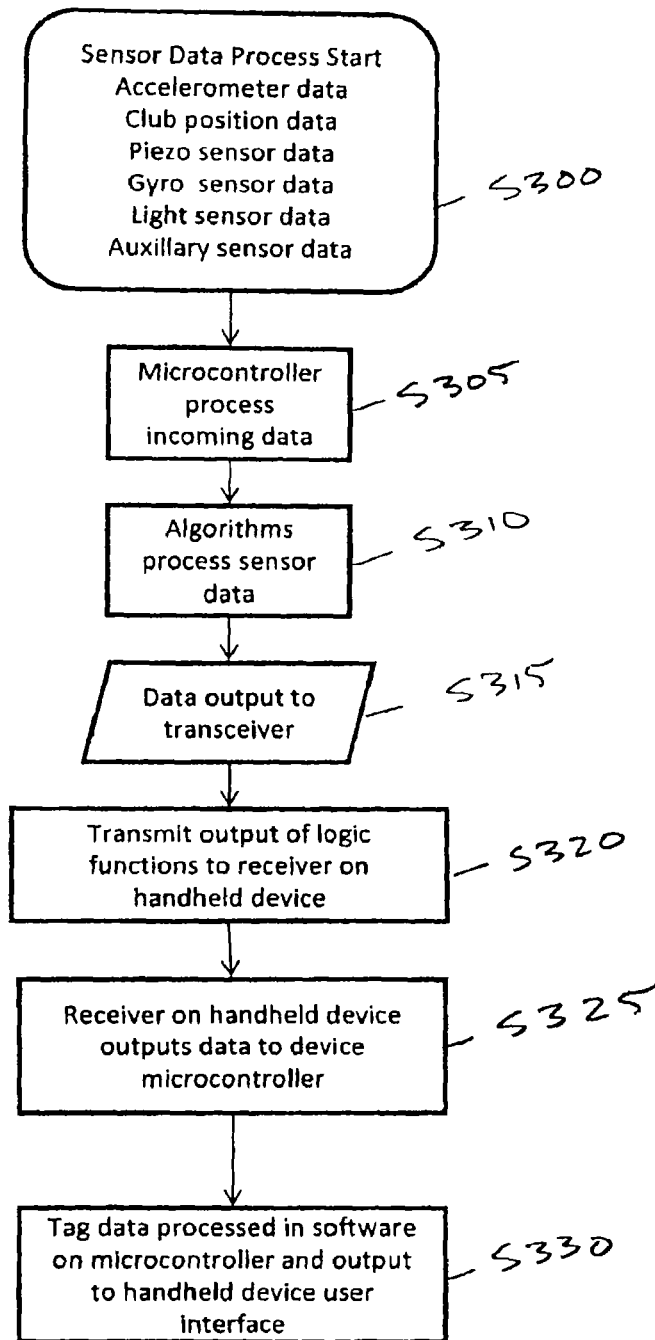 Sensor Data Process Start
Accelerometer data
Club position data
Piezo sensor data
Gyro sensor data
Light sensor data
Auxillary sensor data
S300
Microcontroller
process
incoming data
S305
Algorithms
process sensor
data
S310
Data output to
transceiver
S315
Transmit output of logic
functions to receiver on
handheld device
S320
Receiver on handheld device
outputs data to device
microcontroller
S325
Tag data processed in software
on microcontroller and output
to handheld device user
interface
S330